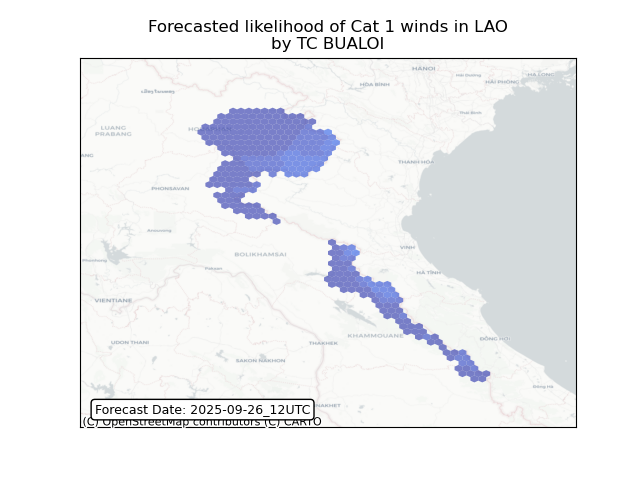 Forecasted likelihood of Cat 1 winds in LAO
by TC BUALOI
HANOI
HÒA BÌNH
HẢI PHÒNG
LUANG
PRABANG
THANH HÓA
PHONSAVAN
VINH
BOLIKHAMSAI
HÀ TĨNH
VIENTIANE
KHAMMOUANE
ĐỒNG HỚI
UDON THANI
THAKHEK
SAKON NAKHON
Đông Hà
Forecast Date: 2025-09-26_12UTC
(C) OpenStreetMap contributors (C) CARTO